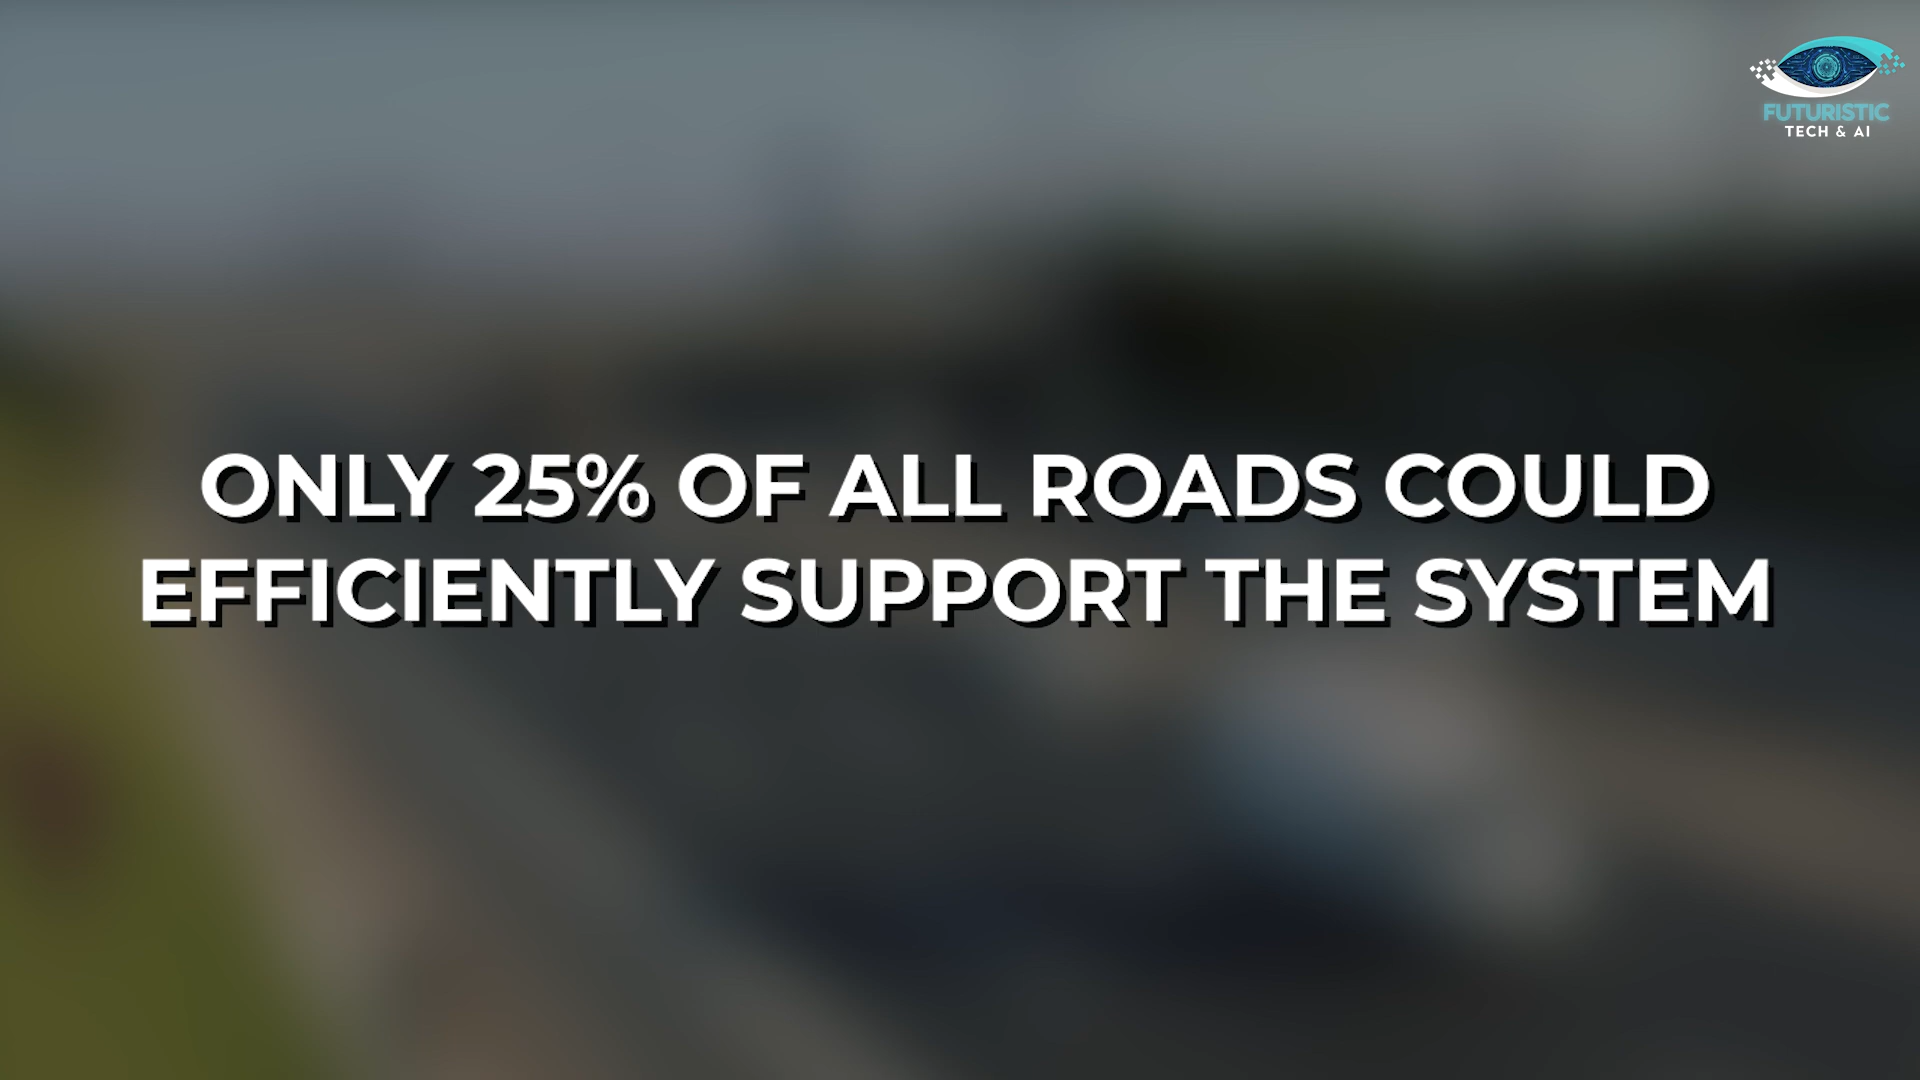 FUTURISTIC
TECH & AI
ONLY 25% OF ALL ROADS COULD
EFFICIENTLY SUPPORT THE SYSTEM